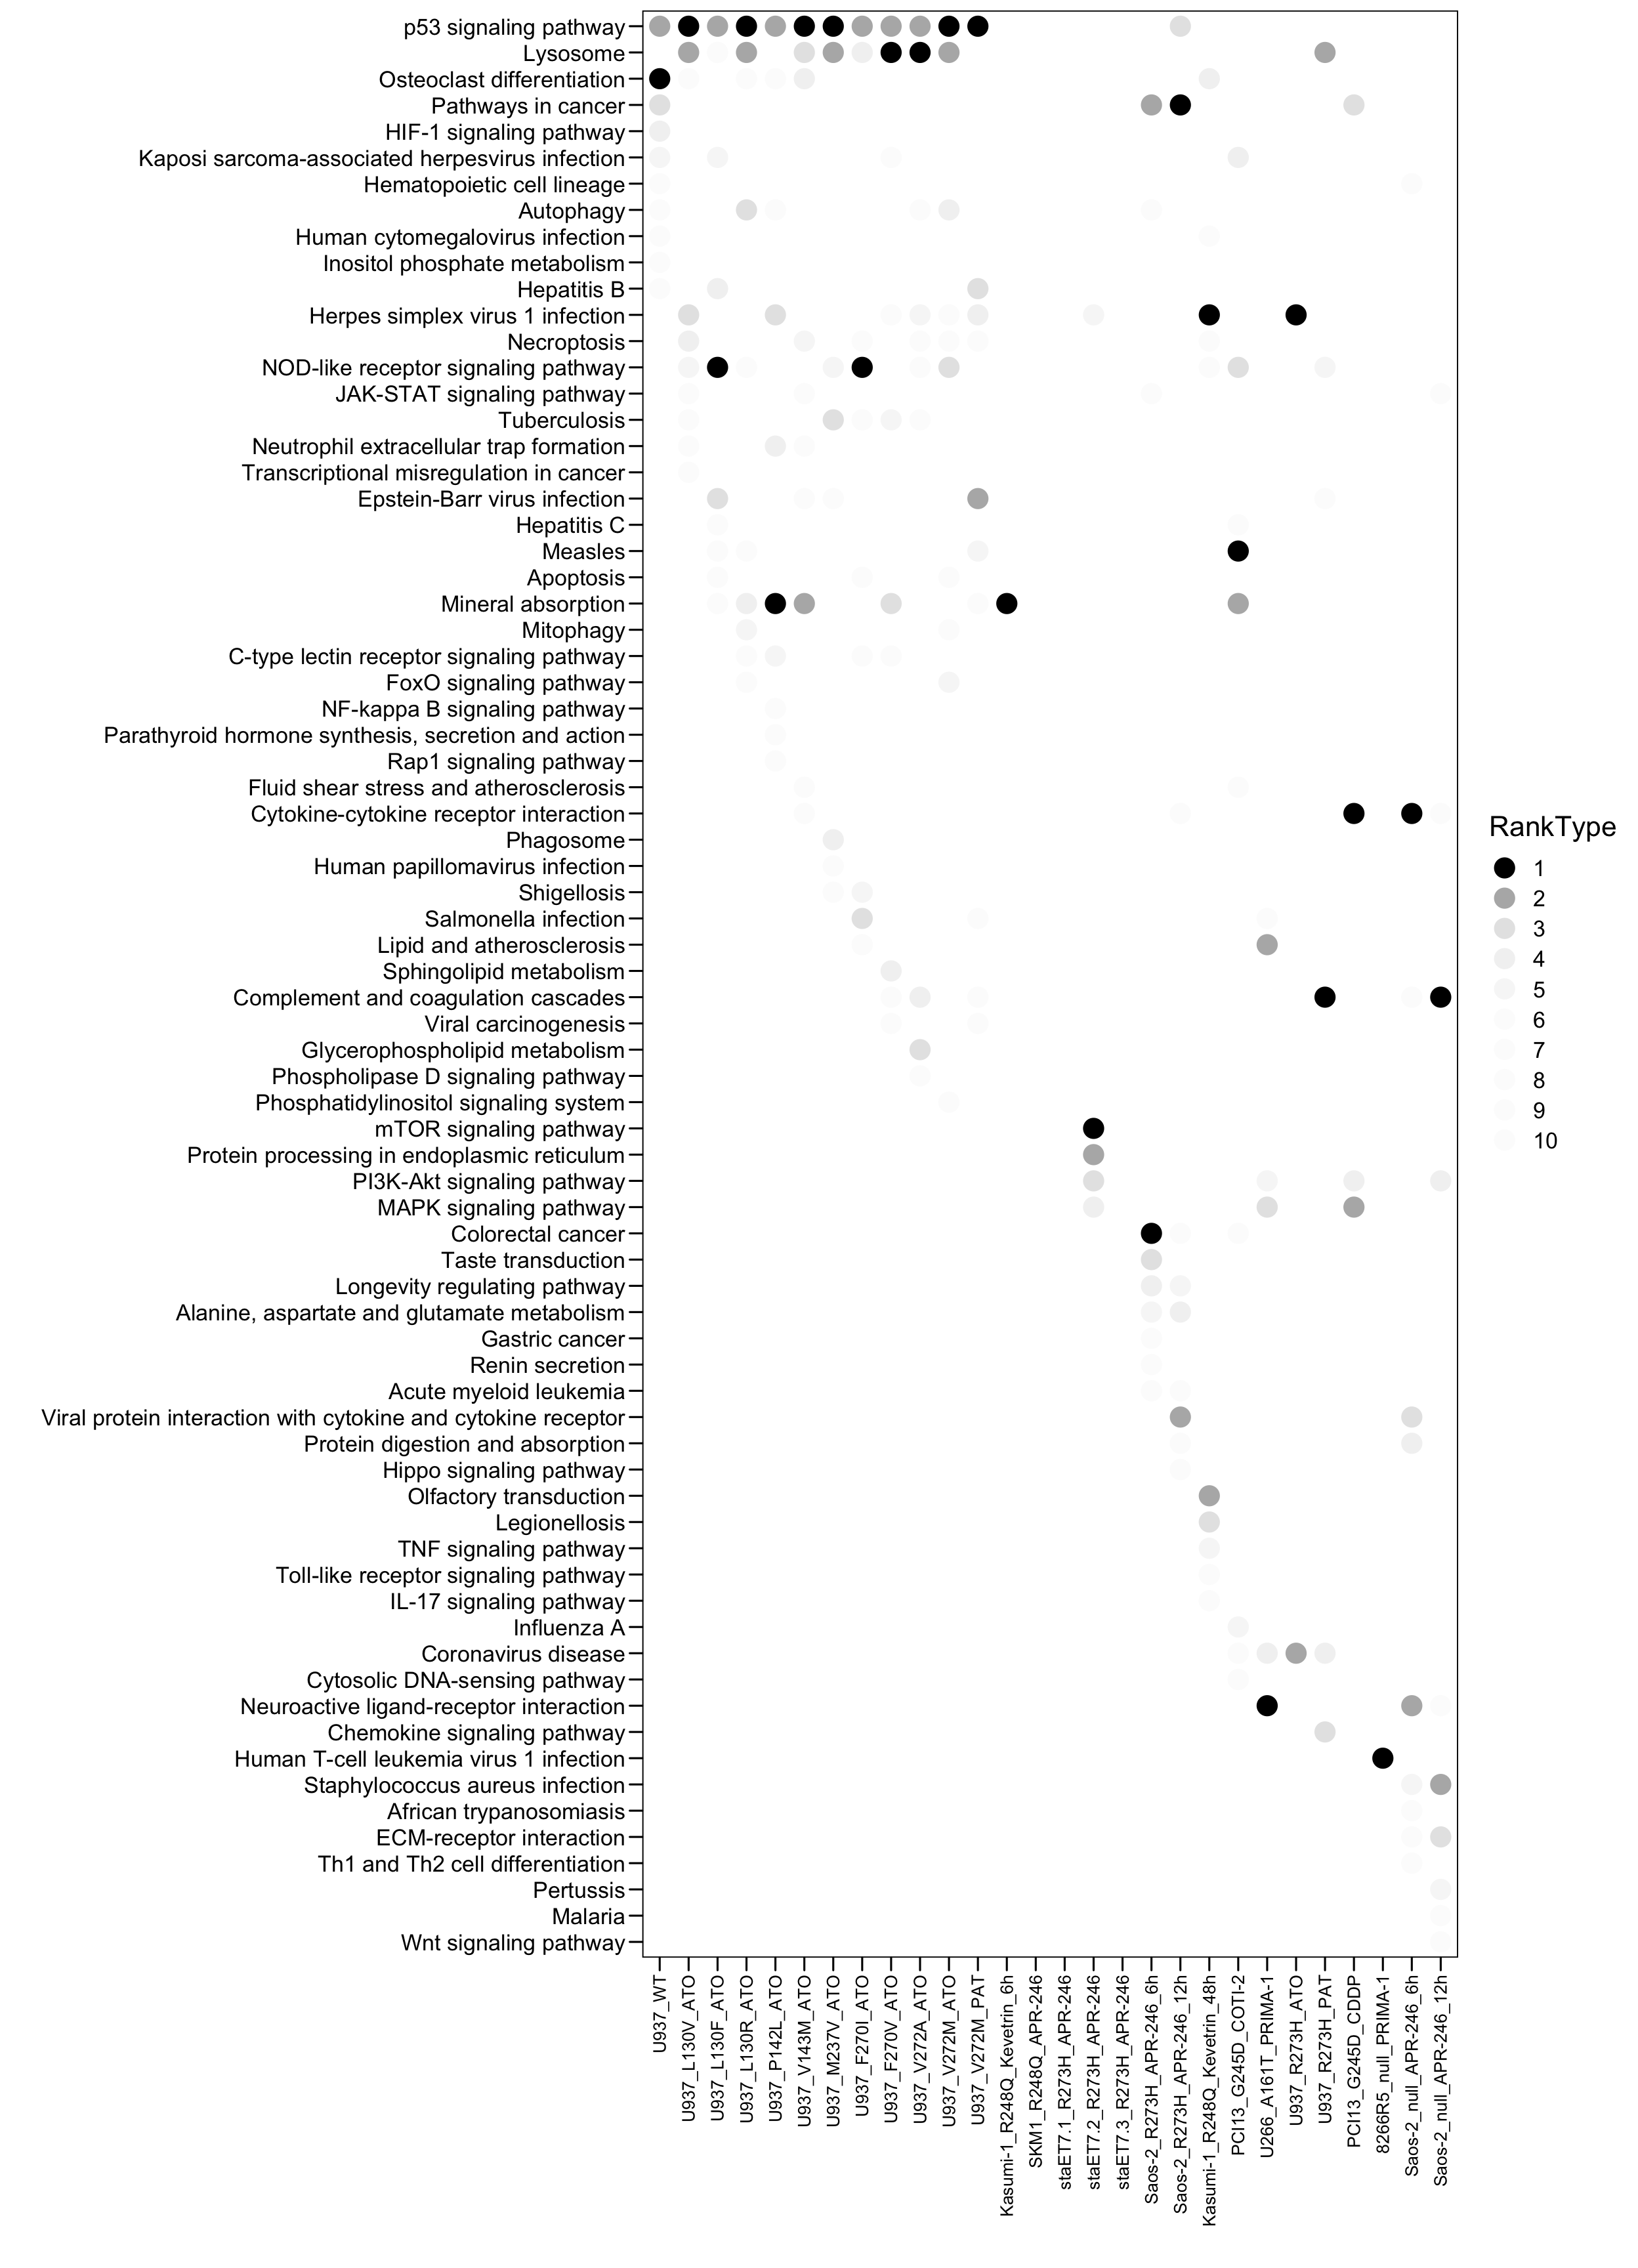 p53 signaling pathway
Lysosome
Osteoclast differentiation
Pathways in cancer
HIF-1 signaling pathway
Kaposi sarcoma-associated herpesvirus infection
Hematopoietic cell lineage
Autophagy
Human cytomegalovirus infection
Inositol phosphate metabolism
Hepatitis B
Herpes simplex virus 1 infection
Necroptosis
NOD-like receptor signaling pathway
JAK-STAT signaling pathway
Tuberculosis
Neutrophil extracellular trap formation
Transcriptional misregulation in cancer
Epstein-Barr virus infection
Hepatitis C
Measles
Apoptosis
Mineral absorption
Mitophagy
C-type lectin receptor signaling pathway
FoxO signaling pathway
NF-kappa B signaling pathway
Parathyroid hormone synthesis, secretion and action
Rap1 signaling pathway
Fluid shear stress and atherosclerosis
Cytokine-cytokine receptor interaction
Phagosome
Human papillomavirus infection
Shigellosis
Salmonella infection
Lipid and atherosclerosis
Sphingolipid metabolism
Complement and coagulation cascades
Viral carcinogenesis
Glycerophospholipid metabolism
Phospholipase D signaling pathway
Phosphatidylinositol signaling system
mTOR signaling pathway
Protein processing in endoplasmic reticulum
PI3K-Akt signaling pathway
MAPK signaling pathway
Colorectal cancer
Taste transduction
Longevity regulating pathway
Alanine, aspartate and glutamate metabolism
Gastric cancer
Renin secretion
Acute myeloid leukemia
Viral protein interaction with cytokine and cytokine receptor
Protein digestion and absorption
Hippo signaling pathway
Olfactory transduction
Legionellosis
TNF signaling pathway
Toll-like receptor signaling pathway
IL-17 signaling pathway
Influenza A
Coronavirus disease
Cytosolic DNA-sensing pathway
Neuroactive ligand-receptor interaction
Chemokine signaling pathway
Human T-cell leukemia virus 1 infection
Staphylococcus aureus infection
African trypanosomiasis
ECM-receptor interaction
Th1 and Th2 cell differentiation
Pertussis
Malaria
Wnt signaling pathway
U937_WT
U937_L130V_ATO
U937_L130F_ATO
U937_L130R_ATO
U937_P142L_ATO
U937_V143M_ATO
U937_M237V_ATO
U937_F270I_ATO
U937_F270V_ATO
U937_V272A_ATO
U937_V272M_ATO
U937_V272M_PAT
Kasumi-1_R248Q_Kevetrin_6h
SKM1_R248Q_APR-246
staET7.1_R273H_APR-246
staET7.2_R273H_APR-246
staET7.3_R273H_APR-246
Saos-2_R273H_APR-246_6h
Saos-2_R273H_APR-246_12h
Kasumi-1_R248Q_Kevetrin_48h
PCI13_G245D_COTI-2
U266_A161T_PRIMA-1
U937_R273H_ATO
U937_R273H_PAT
PCI13_G245D_CDDP
8266R5_null_PRIMA-1
Saos-2_null_APR-246_6h
Saos-2_null_APR-246_12h
RankType
1
2
3
4
5
6
7
8
9
10